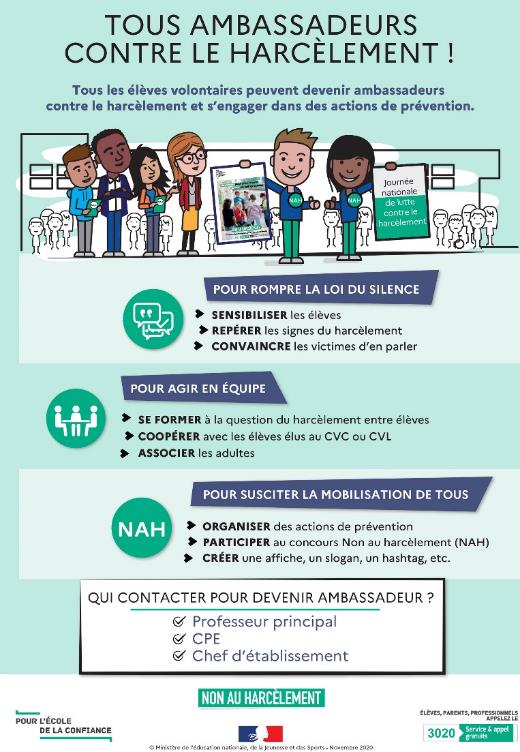 TOUS AMBASSADEURS
CONTRE LE HARCÈLEMENT !
Tous les élèves volontaires peuvent devenir ambassadeurs
contre le harcèlement et s'engager dans des actions de prévention.
NAH
NAH
Journée
nationale
de lutte
contre le
harcèlement
POUR ROMPRE LA LOI DU SILENCE
SENSIBILISER les élèves
REPÉRER les signes du harcèlement
CONVAINCRE les victimes d'en parler
POUR AGIR EN ÉQUIPE
SE FORMER à la question du harcèlement entre élèves
COOPÉRER avec les élèves élus au CVC ou CVL
ASSOCIER les adultes
POUR SUSCITER LA MOBILISATION DE TOUS
NAH
ORGANISER des actions de prévention
PARTICIPER au concours Non au harcèlement (NAH)
CRÉER une affiche, un slogan, un hashtag, etc.
QUI CONTACTER POUR DEVENIR AMBASSADEUR ?
Professeur principal
CPE
Chef d'établissement
NON AU HARCÈLEMENT
POUR L'ÉCOLE
DE LA CONFIANCE
ÉLÈVES, PARENTS, PROFESSIONNELS
APPELEZ LE
3020 Service & appel
gratuits
© Ministère de l'éducation nationale, de la Jeunesse et des Sports - Novembre 2020